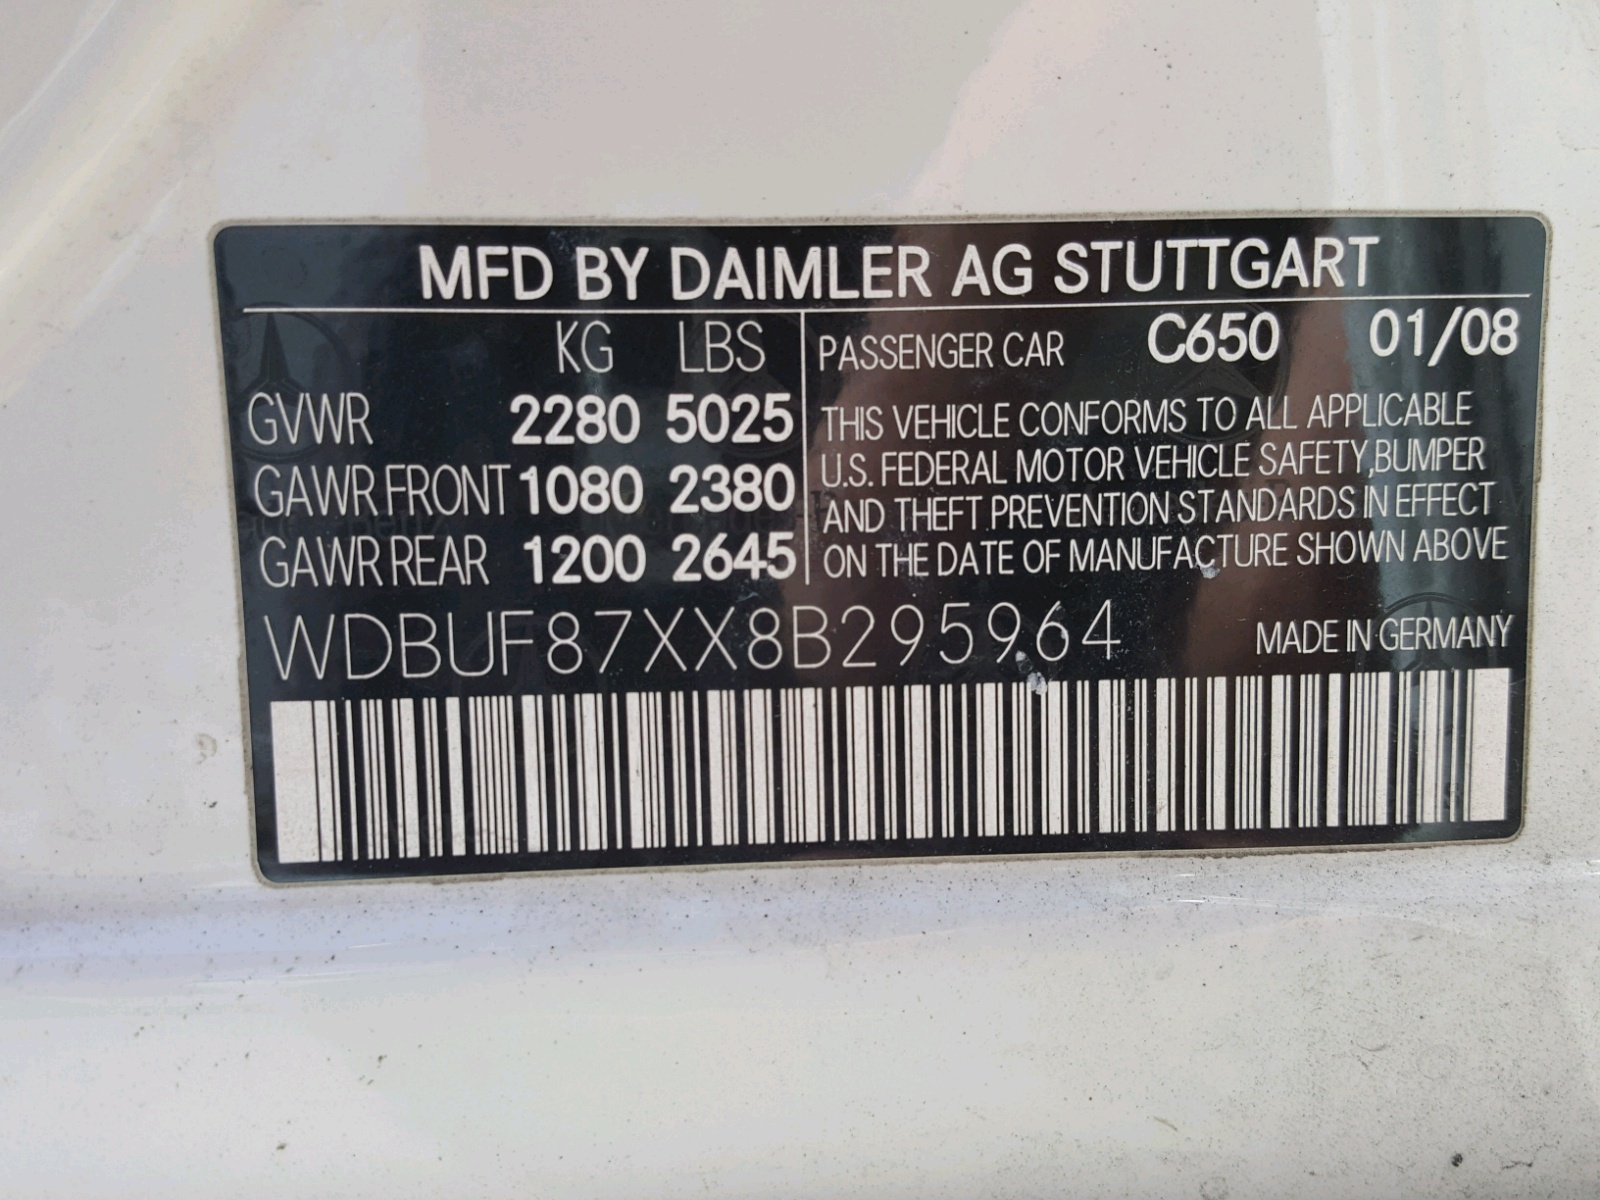 MFD BY DAIMLER AG STUTTGART
KG LBS
GVWR 2280 5025
GAWR FRONT 1080 2380
GAWR REAR 1200 2645
PASSENGER CAR C650 01/08
THIS VEHICLE CONFORMS TO ALL APPLICABLE
U.S. FEDERAL MOTOR VEHICLE SAFETY, BUMPER
AND THEFT PREVENTION STANDARDS IN EFFECT
ON THE DATE OF MANUFACTURE SHOWN ABOVE
WDBUF87XX8B295964 MADE IN GERMANY